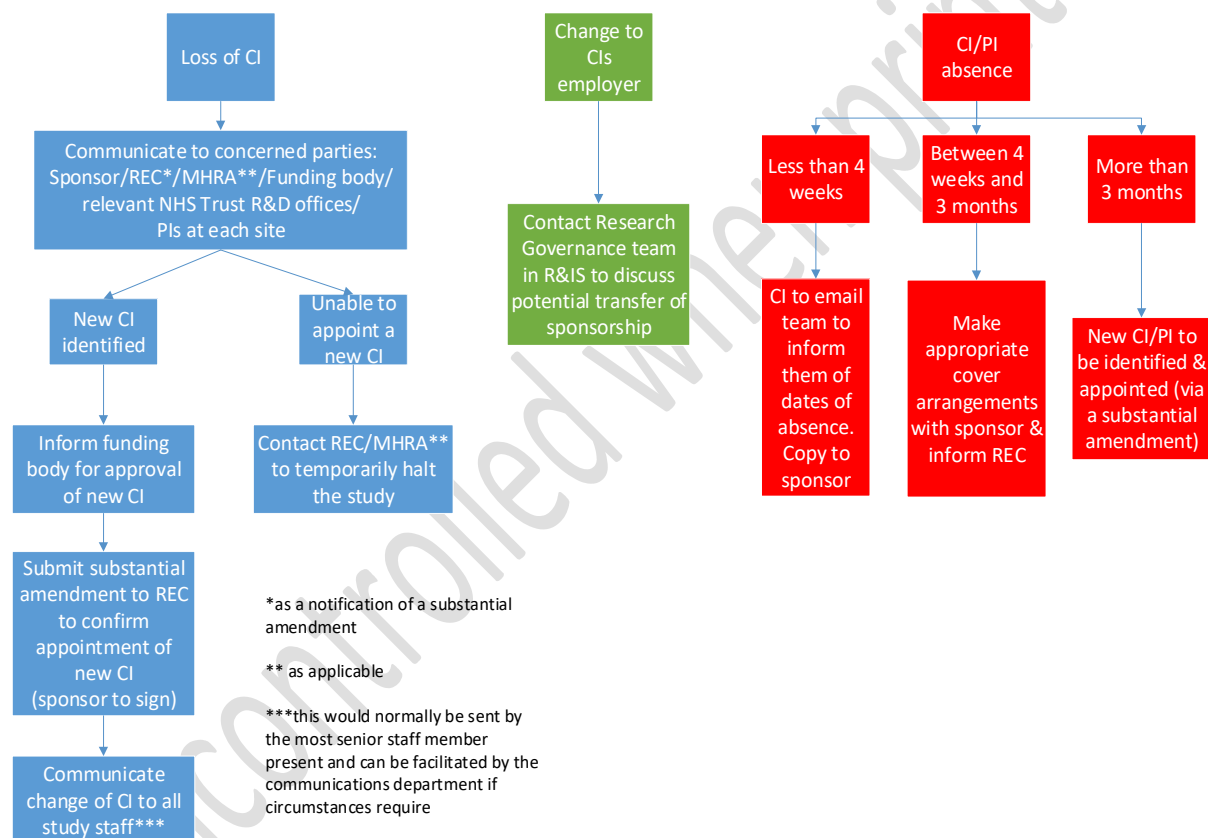 Loss of CI
Communicate to concerned parties:
Sponsor/REC*/MHRA**/Funding body/
relevant NHS Trust R&D offices/
PIs at each site
New CI
identified
Unable to
appoint a
new CI
Inform funding
body for approval
of new CI
Contact REC/MHRA**
to temporarily halt
the study
Submit substantial
amendment to REC
to confirm
appointment of
new CI
(sponsor to sign)
Communicate
change of CI to all
study staff***
*as a notification of a substantial
amendment
** as applicable
***this would normally be sent by
the most senior staff member
present and can be facilitated by the
communications department if
circumstances require
Change to
CIs
employer
Contact Research
Governance team
in R&IS to discuss
potential transfer of
sponsorship
CI/PI
absence
Less than 4
weeks
Between 4
weeks and
3 months
More than
3 months
CI to email
team to
inform
them of
dates of
absence.
Copy to
sponsor
Make
appropriate
cover
arrangements
with sponsor &
inform REC
New CI/PI to
be identified &
appointed (via
a substantial
amendment)
controlled when print